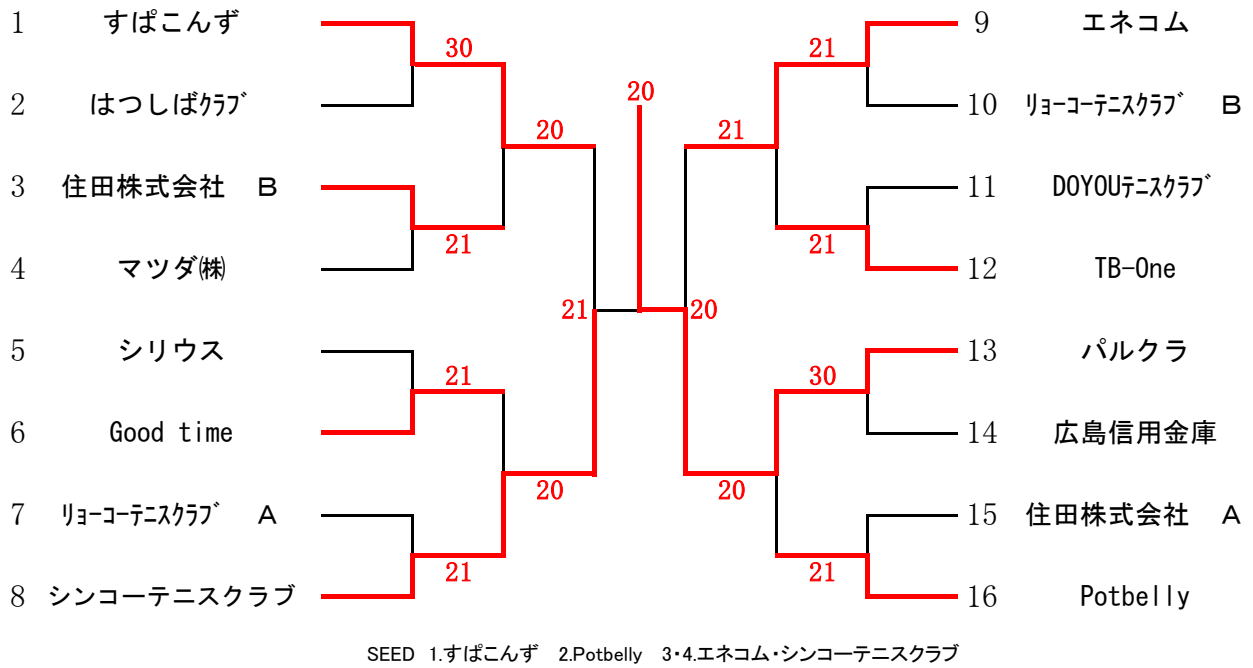 1 すぱこんず
30
21
9 エネコム
2 はつしばｸﾗﾌﾞ
20
20
21
10 ﾘｮｰｺｰﾃﾆｽｸﾗﾌﾞ B
3 住田株式会社 B
11 DOYOUﾃﾆｽｸﾗﾌﾞ
21
21
4 マツダ㈱
12 TB-One
21
20
5 シリウス
13 パルクラ
21
30
6 Good time
14 広島信用金庫
20
20
7 ﾘｮｰｺｰﾃﾆｽｸﾗﾌﾞ A
15 住田株式会社 A
21
21
8 シンコーテニスクラブ
16 Potbelly
SEED 1.すぱこんず 2.Potbelly 3・4.エネコム・シンコーテニスクラブ